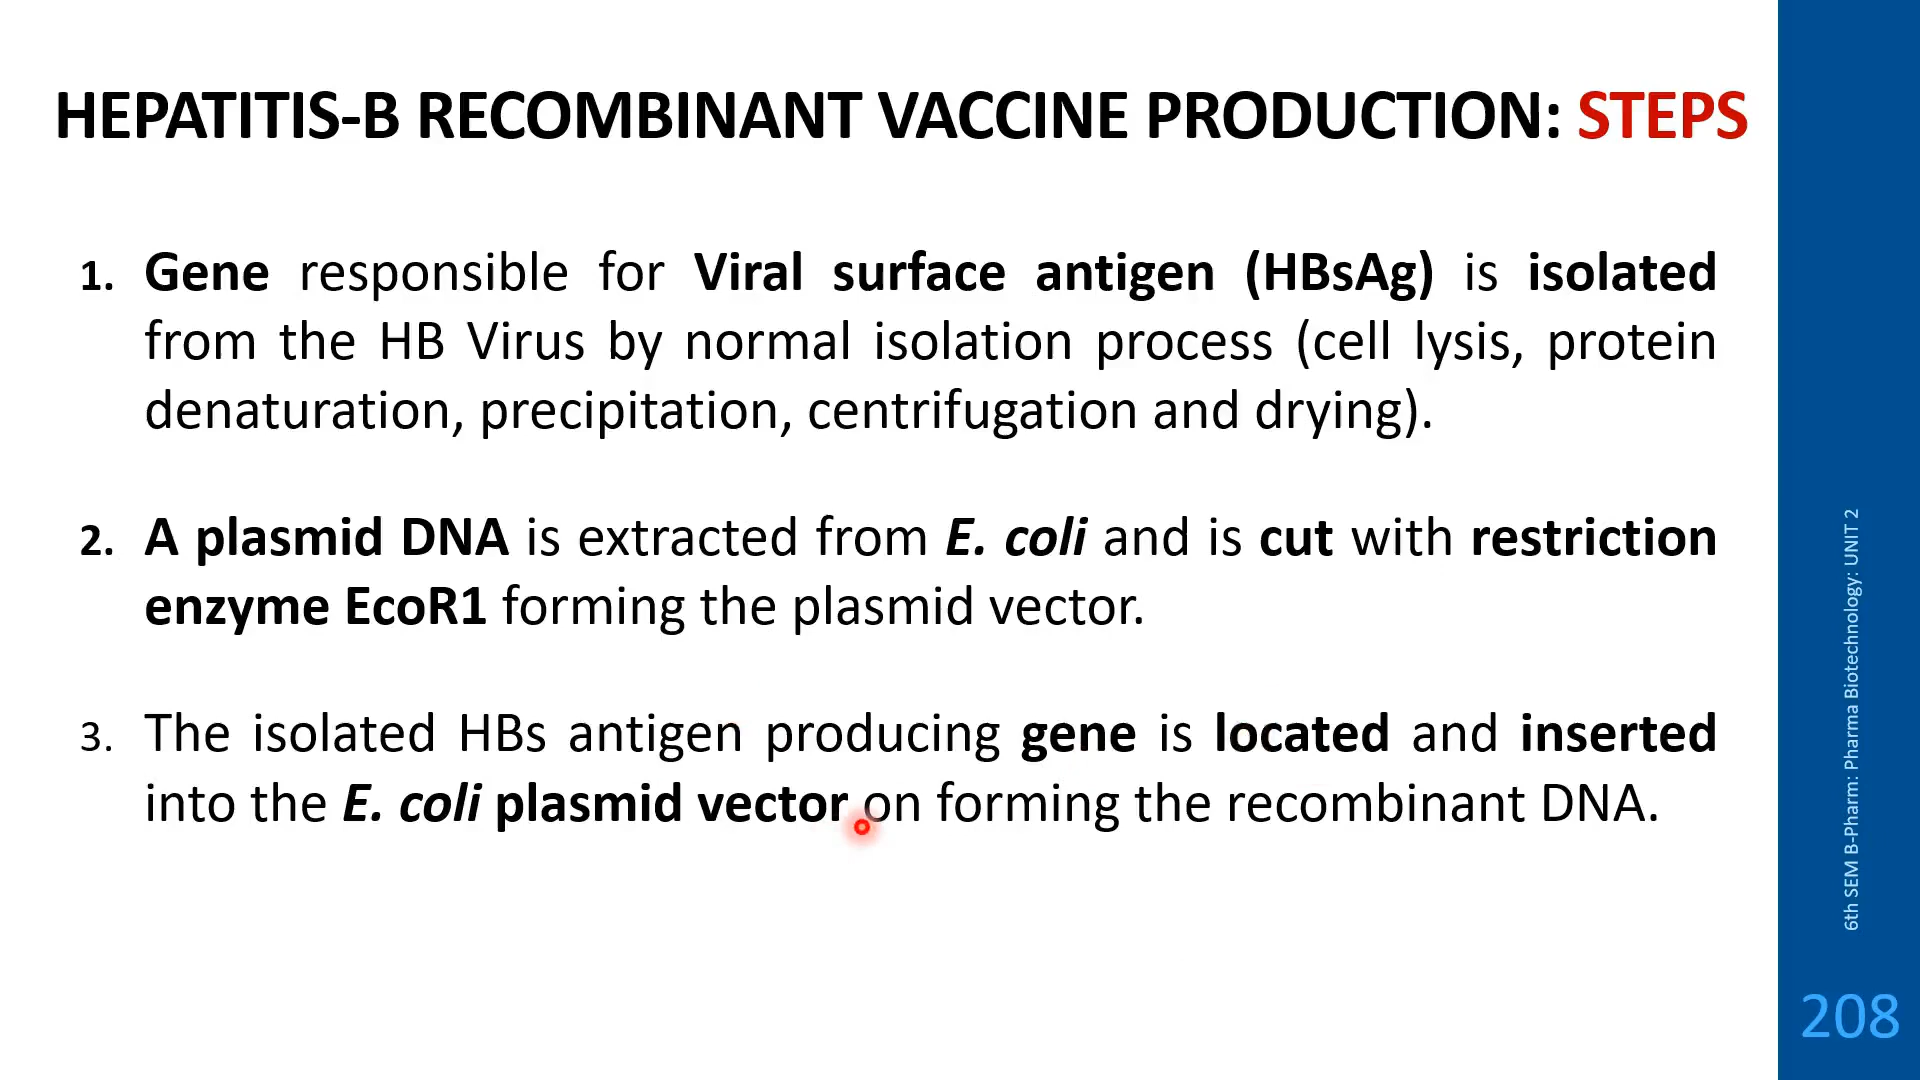 HEPATITIS-B RECOMBINANT VACCINE PRODUCTION: STEPS
1. Gene responsible for Viral surface antigen (HBsAg) is isolated
from the HB Virus by normal isolation process (cell lysis, protein
denaturation, precipitation, centrifugation and drying).
2. A plasmid DNA is extracted from E. coli and is cut with restriction
enzyme EcoR1 forming the plasmid vector.
3. The isolated HBs antigen producing gene is located and inserted
into the E. coli plasmid vector on forming the recombinant DNA.
6th SEM B-Pharm: Pharma Biotechnology: UNIT 2
208